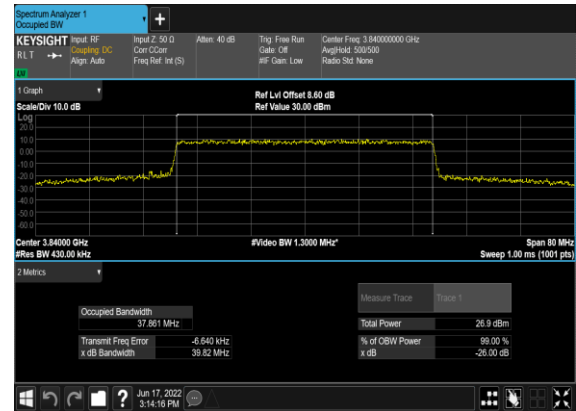 Spectrum Analyzer 1
Occupied BW
+
KEYSIGHT Input: RF Input Z: 50 Ω Atten: 40 dB Trig: Free Run Center Freq: 3.840000000 GHz
RLT Coupling: DC Corr CCorr Gate: Off Avg|Hold: 500/500
Align: Auto Freq Ref: Int (S) #IF Gain: Low Radio Std: None
1 Graph
Ref Lvl Offset 8.60 dB
Scale/Div 10.0 dB Ref Value 30.00 dBm
Log
20.0
10.0
0.00
-10.0
-20.0
-30.0
-40.0
-50.0
-60.0
Center 3.84000 GHz #Video BW 1.3000 MHz* Span 80 MHz
#Res BW 430.00 kHz Sweep 1.00 ms (1001 pts)
2 Metrics
Measure Trace Trace 1
Occupied Bandwidth
37.861 MHz Total Power 26.9 dBm
Transmit Freq Error -6.640 kHz % of OBW Power 99.00 %
x dB Bandwidth 39.82 MHz x dB -26.00 dB
? Jun 17, 2022
3:14:16 PM